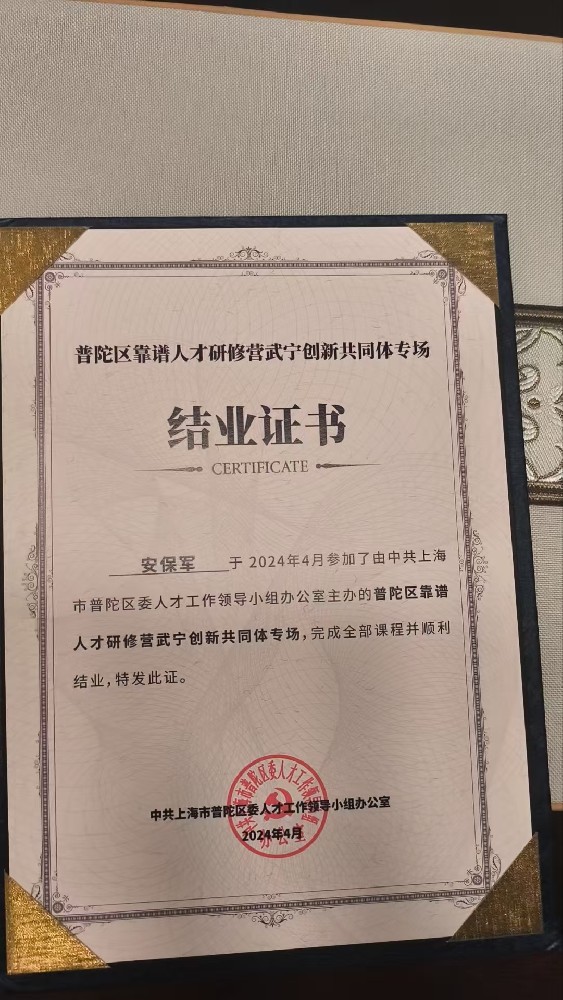 普陀区靠谱人才研修营武宁创新共同体专场
结业证书
CERTIFICATE
安保军 于 2024年4月参加了由中共上海
市普陀区委人才工作领导小组办公室主办的普陀区靠谱
人才研修营武宁创新共同体专场，完成全部课程并顺利
结业，特发此证。
中共上海市普陀区委人才工作领导小组办公室
2024年4月